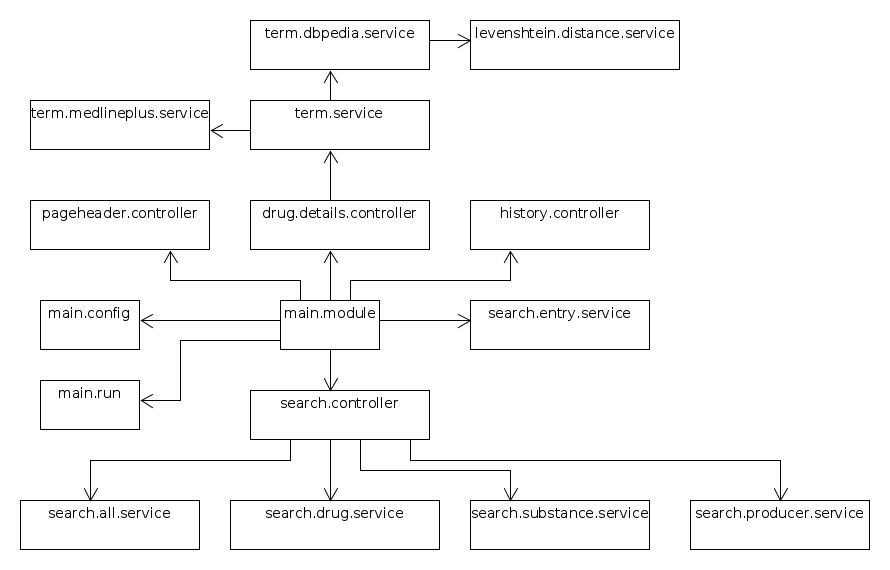 term.dbpedia.service
levenshtein.distance.service
term.medlineplus.service
term.service
pageheader.controller
drug.details.controller
history.controller
main.config
main.module
search.entry.service
main.run
search.controller
search.all.service
search.drug.service
search.substance.service
search.producer.service